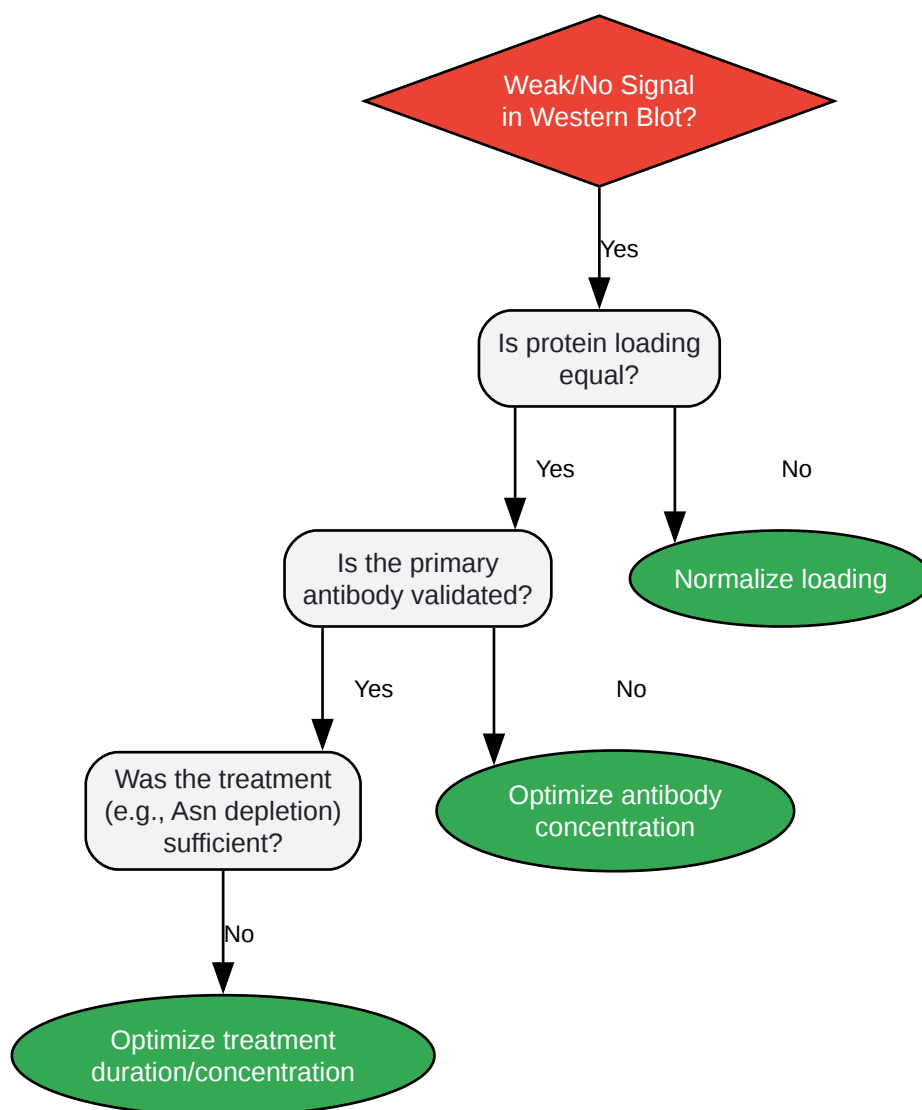 Weak/No Signal
in Western Blot?
Yes
Is protein loading
equal?
Yes
No
Is the primary
antibody validated?
Normalize loading
Yes
No
Was the treatment
(e.g., Asn depletion)
sufficient?
Optimize antibody
concentration
No
Optimize treatment
duration/concentration